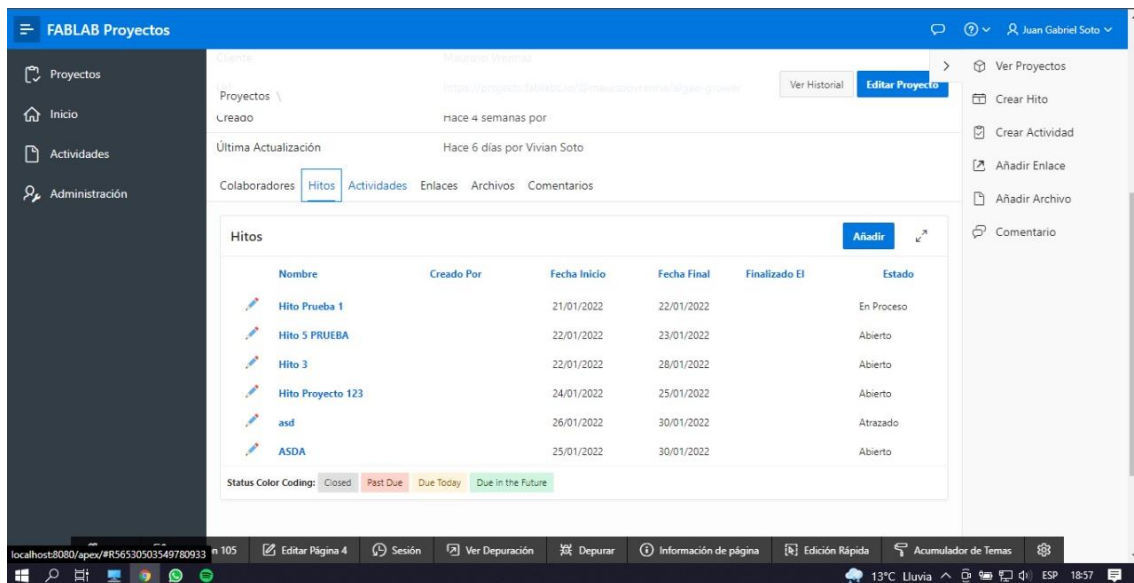 FABLAB Proyectos
Juan Gabriel Soto
Proyectos
Inicio
Actividades
Administración
Cliente
Proyectos \
Ver Historial
Editar Proyecto
Creado Hace 4 semanas por
Última Actualización Hace 6 días por Vivian Soto
Colaboradores Hitos Actividades Enlaces Archivos Comentarios
Hitos
Añadir
Nombre Creado Por Fecha Inicio Fecha Final Finalizado El Estado
Hito Prueba 1 21/01/2022 22/01/2022 En Proceso
Hito 5 PRUEBA 22/01/2022 23/01/2022 Abierto
Hito 3 22/01/2022 28/01/2022 Abierto
Hito Proyecto 123 24/01/2022 25/01/2022 Abierto
asd 26/01/2022 30/01/2022 Atrazado
ASDA 25/01/2022 30/01/2022 Abierto
Status Color Coding: Closed Past Due Due Today Due in the Future
Ver Proyectos
Crear Hito
Crear Actividad
Añadir Enlace
Añadir Archivo
Comentario
localhost:8080/apex/#R56530503549780933
n 105 Editar Página 4 Sesión Ver Depuración Depurar Información de página Edición Rápida Acumulador de Temas
13°C Lluvia ESP 18:57